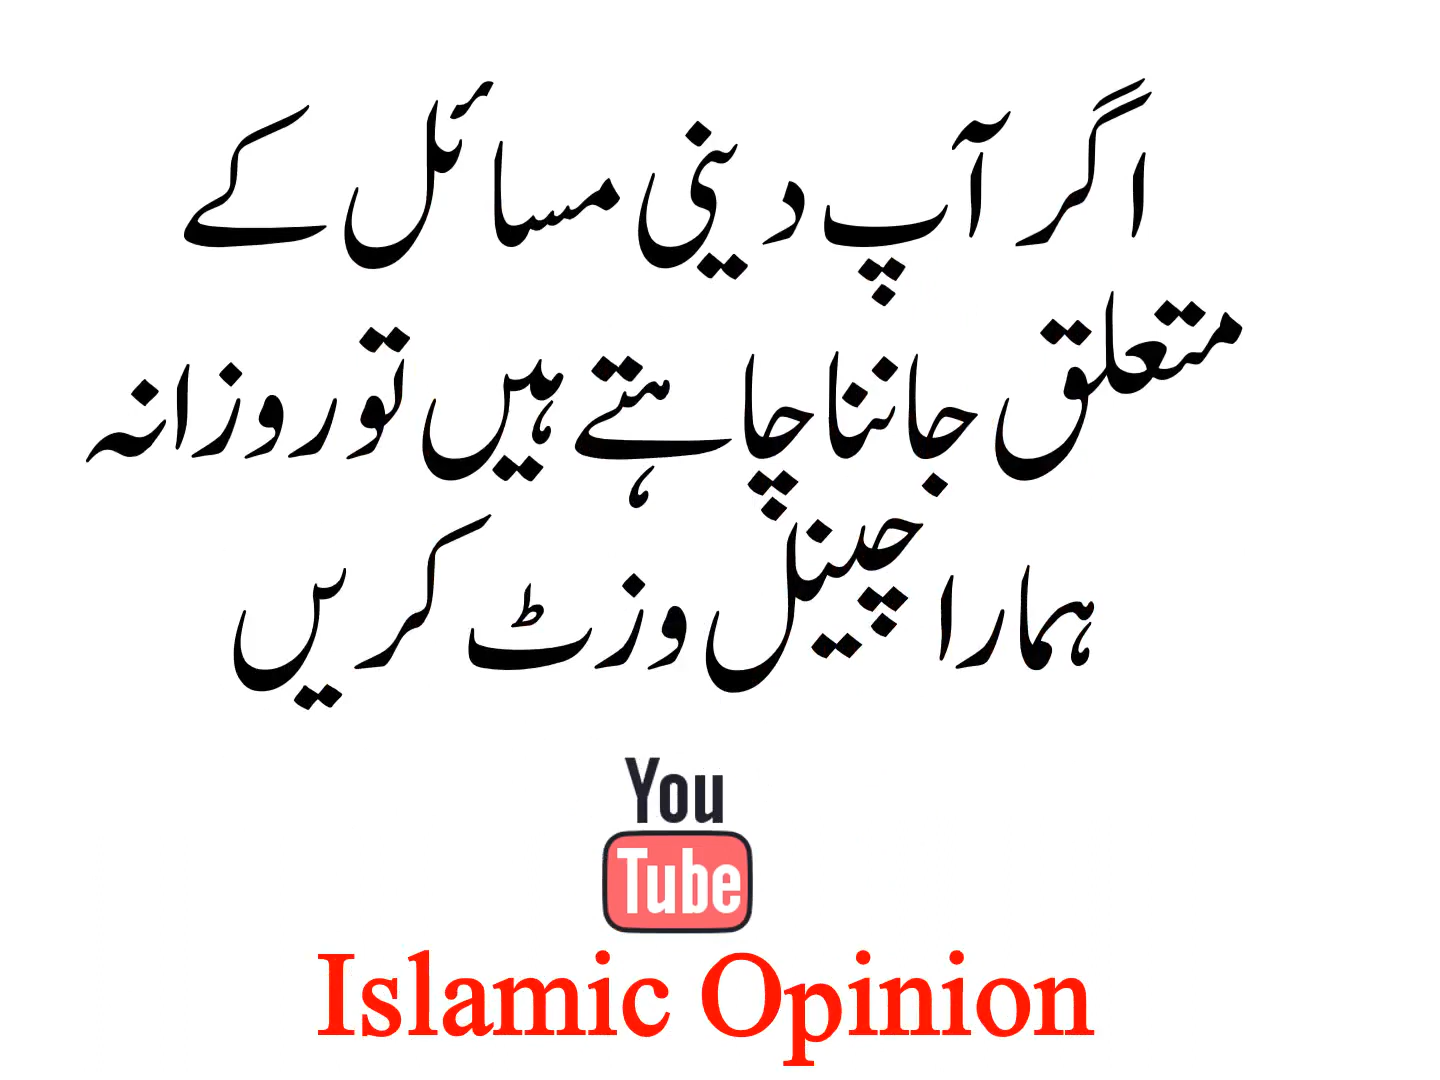 اگر آپ دینی مسائل کے
متعلق جاننا چاہتے ہیں تو روزانہ
ہمارا چینل وزٹ کریں
You
Tube
Islamic Opinion